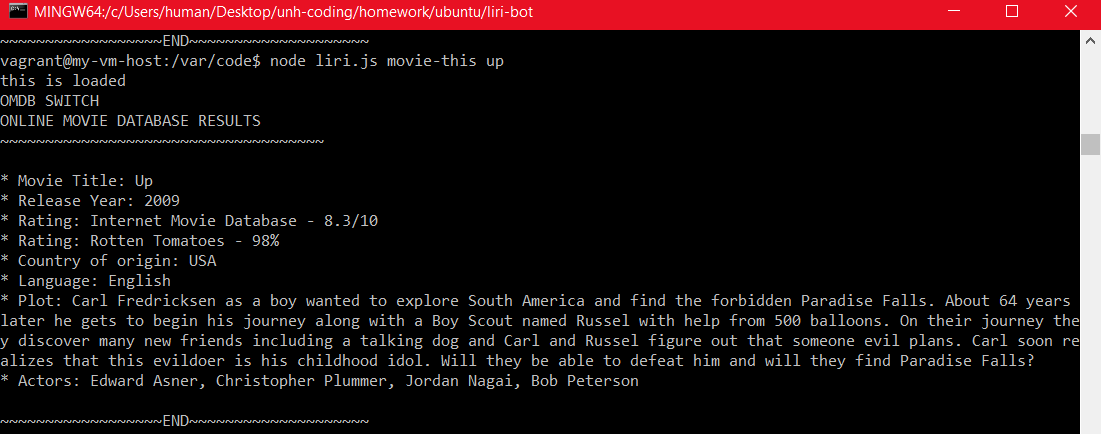 MINGW64:/c/Users/human/Desktop/unh-coding/homework/ubuntu/liri-bot
~~~~~~~~~~~~~~~~~~END~~~~~~~~~~~~~~~~~~~~
vagrant@my-vm-host:/var/code$ node liri.js movie-this up
this is loaded
OMDB SWITCH
ONLINE MOVIE DATABASE RESULTS
~~~~~~~~~~~~~~~~~~~~~~~~~~~~~~~~~~~~
* Movie Title: Up
* Release Year: 2009
* Rating: Internet Movie Database - 8.3/10
* Rating: Rotten Tomatoes - 98%
* Country of origin: USA
* Language: English
* Plot: Carl Fredricksen as a boy wanted to explore South America and find the forbidden Paradise Falls. About 64 years
later he gets to begin his journey along with a Boy Scout named Russel with help from 500 balloons. On their journey the
y discover many new friends including a talking dog and Carl and Russel figure out that someone evil plans. Carl soon re
alizes that this evildoer is his childhood idol. Will they be able to defeat him and will they find Paradise Falls?
* Actors: Edward Asner, Christopher Plummer, Jordan Nagai, Bob Peterson
~~~~~~~~~~~~~~~~~~END~~~~~~~~~~~~~~~~~~~~